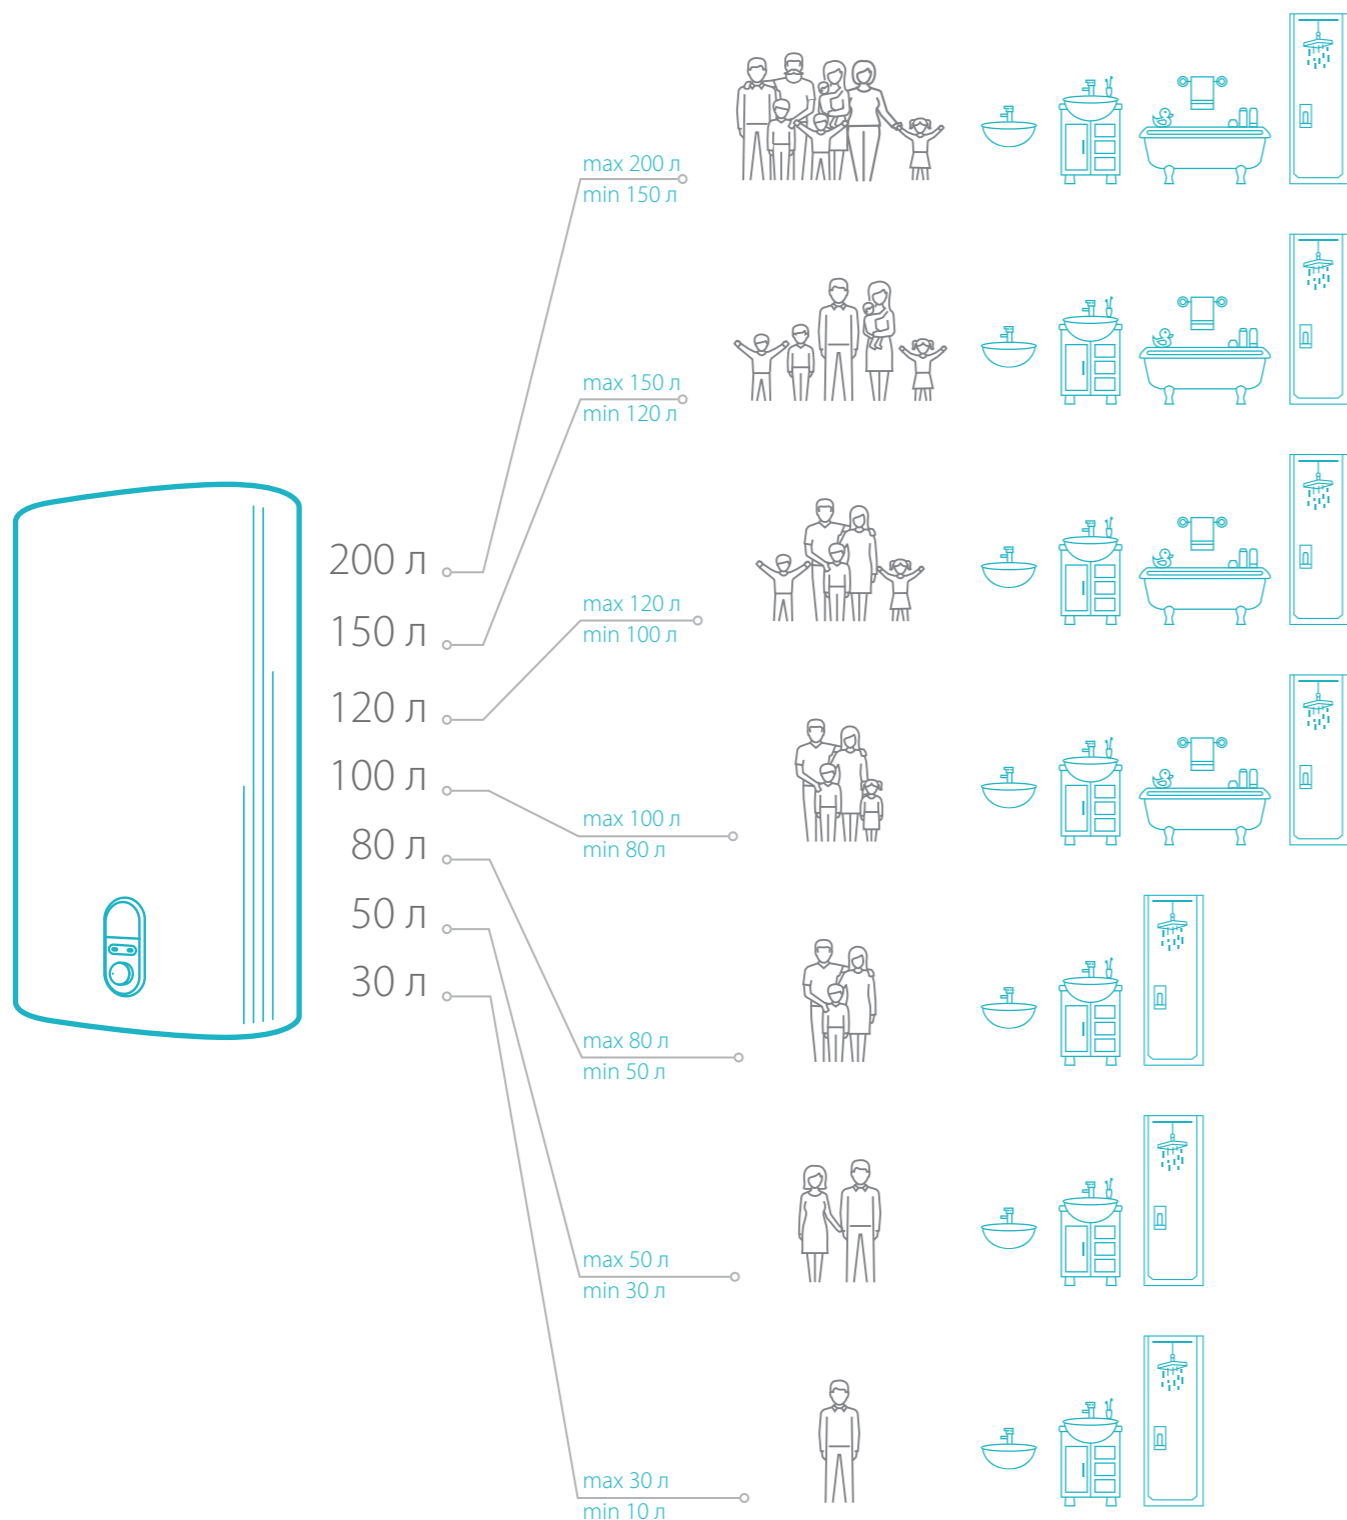 max 200 л
min 150 л
max 150 л
min 120 л
200 л
150 л
120 л
100 л
80 л
50 л
30 л
max 120 л
min 100 л
max 100 л
min 80 л
max 80 л
min 50 л
max 50 л
min 30 л
max 30 л
min 10 л